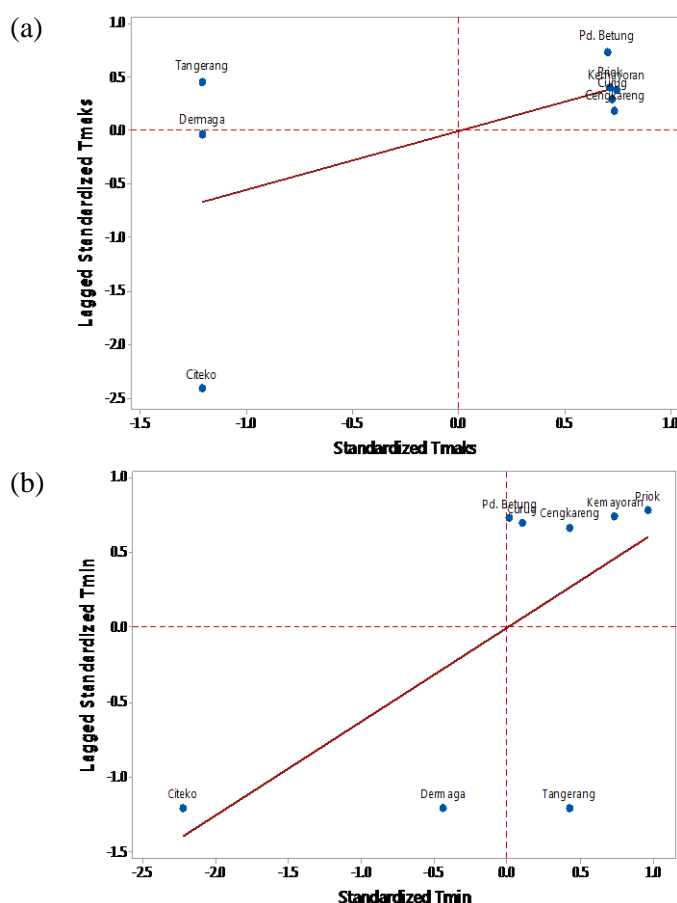 (a)
Pd. Betung
Tangerang
Priok
Kemayoran
Curug
Cengkareng
Dermaga
Citeko
0.5
0.0
-0.5
-1.0
-1.5
-2.0
-2.5
Lagged Standardized Tmaks
-1.5 -1.0 -0.5 0.0 0.5 1.0
Standardized Tmaks
(b)
1.0
0.5
0.0
-0.5
-1.0
-1.5
Lagged Standardized Tmin
Priok
Kemayoran
Pd. Betung
Curug
Cengkareng
Citeko
Dermaga
Tangerang
-2.5 -2.0 -1.5 -1.0 -0.5 0.0 0.5 1.0
Standardized Tmin